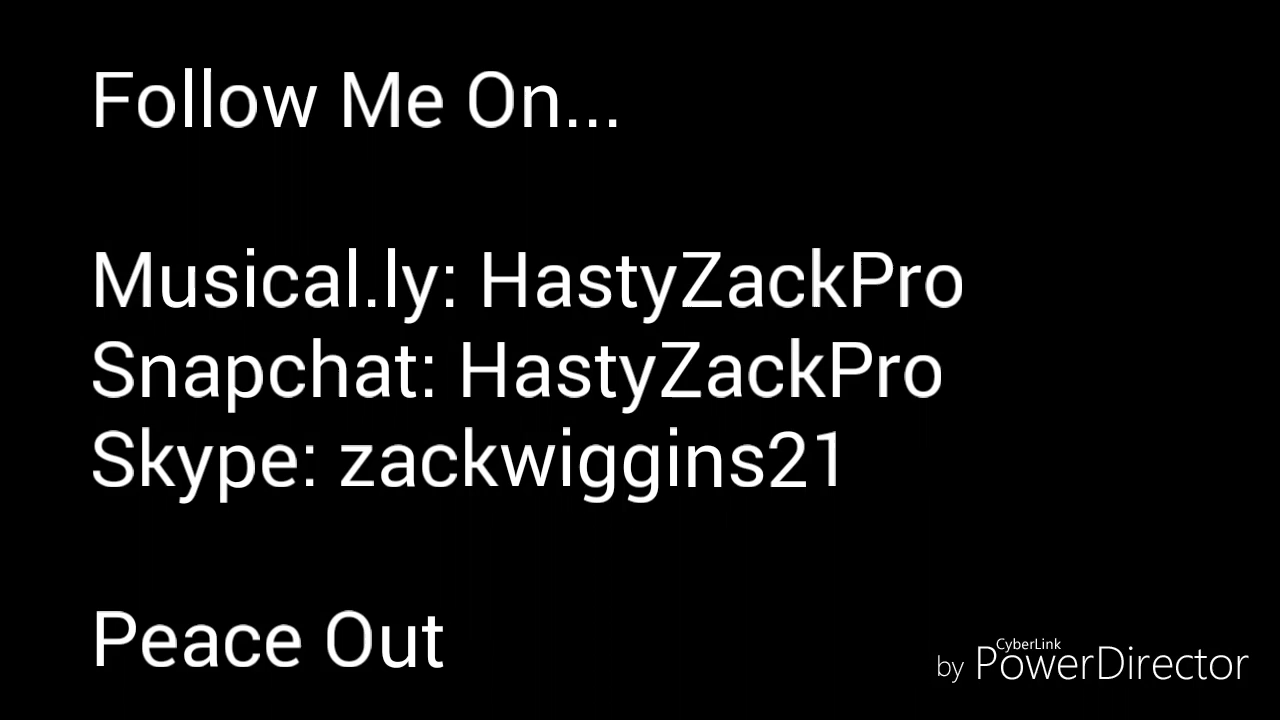 Follow Me On...
Musical.ly: HastyZackPro
Snapchat: HastyZackPro
Skype: zackwiggins21
Peace Out
CyberLink
by PowerDirector